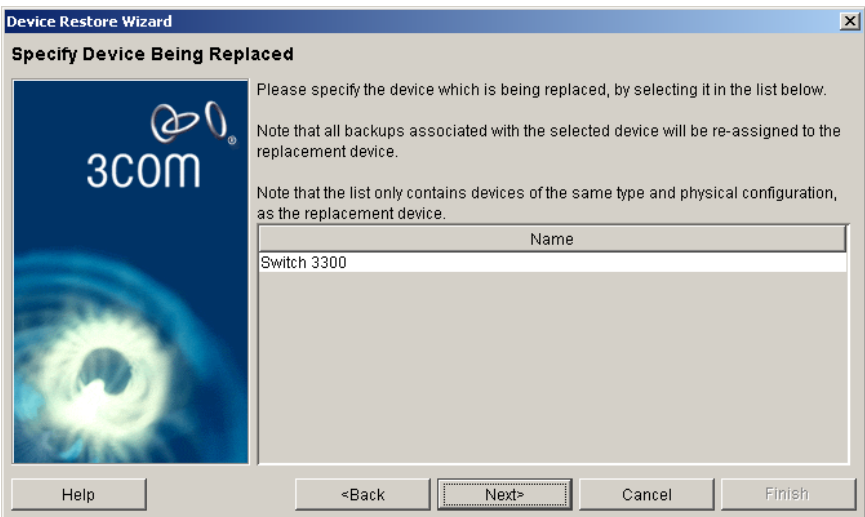 Device Restore Wizard
Specify Device Being Replaced
3COM
Please specify the device which is being replaced, by selecting it in the list below.
Note that all backups associated with the selected device will be re-assigned to the
replacement device.
Note that the list only contains devices of the same type and physical configuration,
as the replacement device.
Name
Switch 3300
Help
<Back
Next>
Cancel
Finish